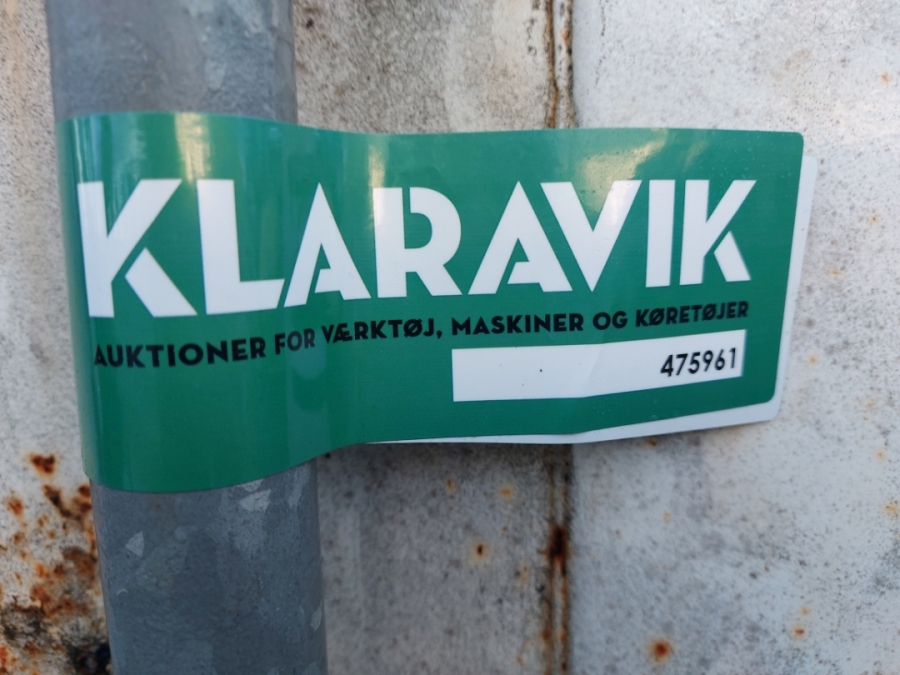 KLARAVIK
AUKTIONER FOR VÆRKTØJ, MASKINER OG KØRETØJER
475961